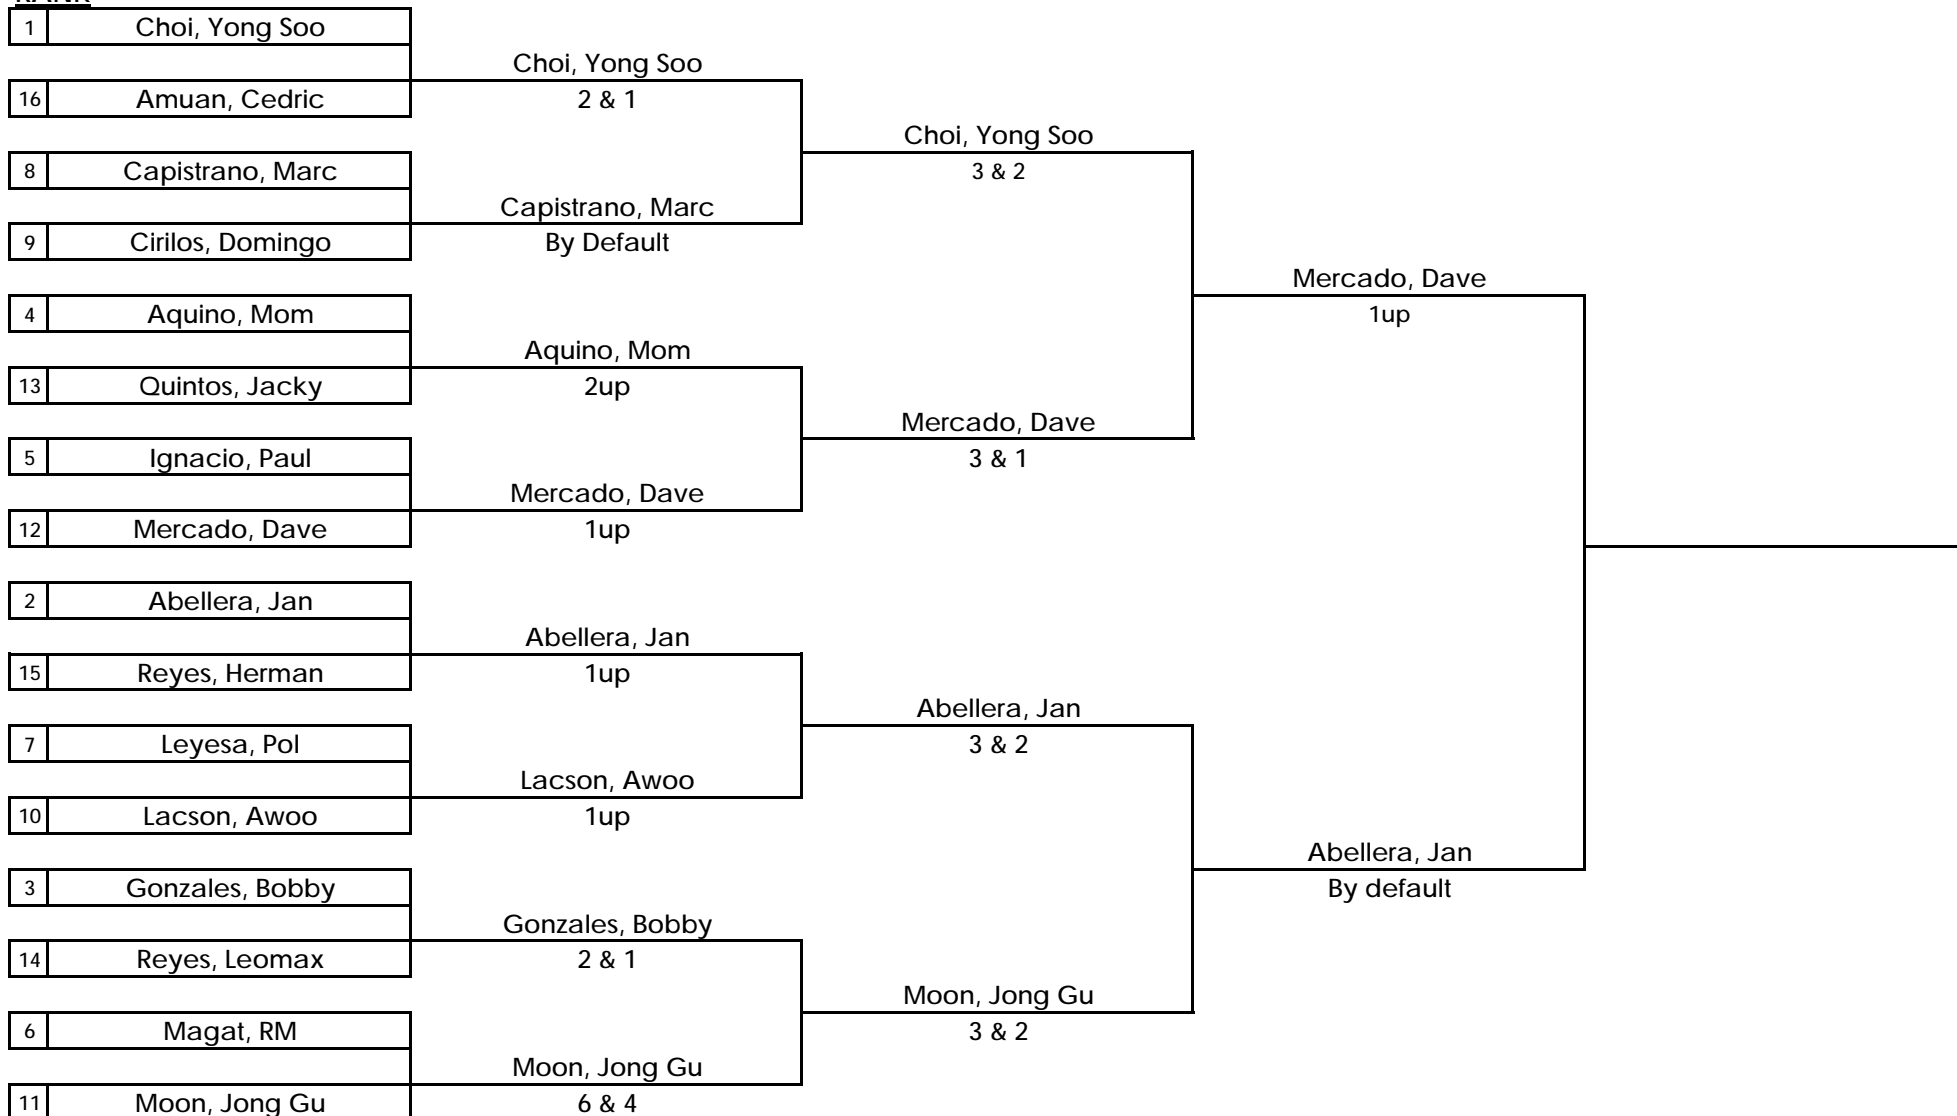 RANK
1 Choi, Yong Soo
Choi, Yong Soo
16 Amuan, Cedric
2 & 1
Choi, Yong Soo
8 Capistrano, Marc
3 & 2
Capistrano, Marc
9 Cirilos, Domingo
By Default
Mercado, Dave
4 Aquino, Mom
1up
Aquino, Mom
13 Quintos, Jacky
2up
Mercado, Dave
5 Ignacio, Paul
3 & 1
Mercado, Dave
12 Mercado, Dave
1up
2 Abellera, Jan
Abellera, Jan
15 Reyes, Herman
1up
Abellera, Jan
7 Leyesa, Pol
3 & 2
Lacson, Awoo
10 Lacson, Awoo
1up
Abellera, Jan
3 Gonzales, Bobby
By default
Gonzales, Bobby
14 Reyes, Leomax
2 & 1
Moon, Jong Gu
6 Magat, RM
3 & 2
Moon, Jong Gu
11 Moon, Jong Gu
6 & 4